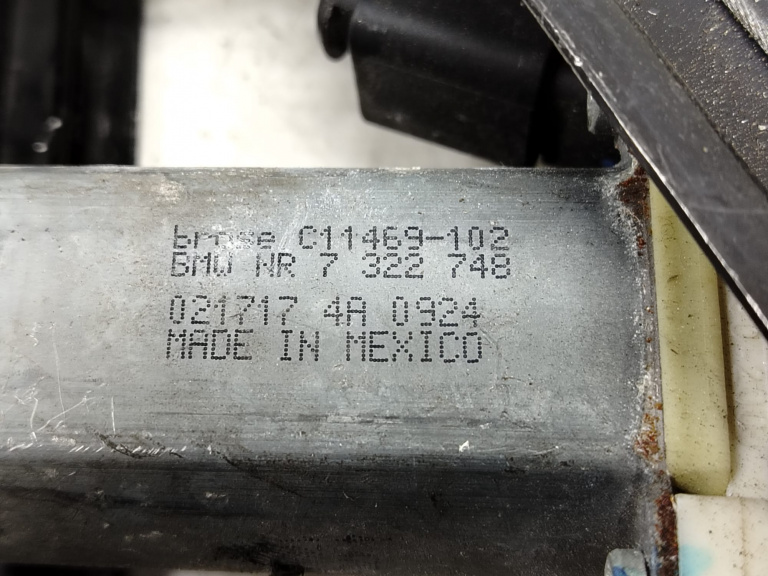 brose C11469-102
BMW NR 7 322 748
021717 4A 0924
MADE IN MEXICO